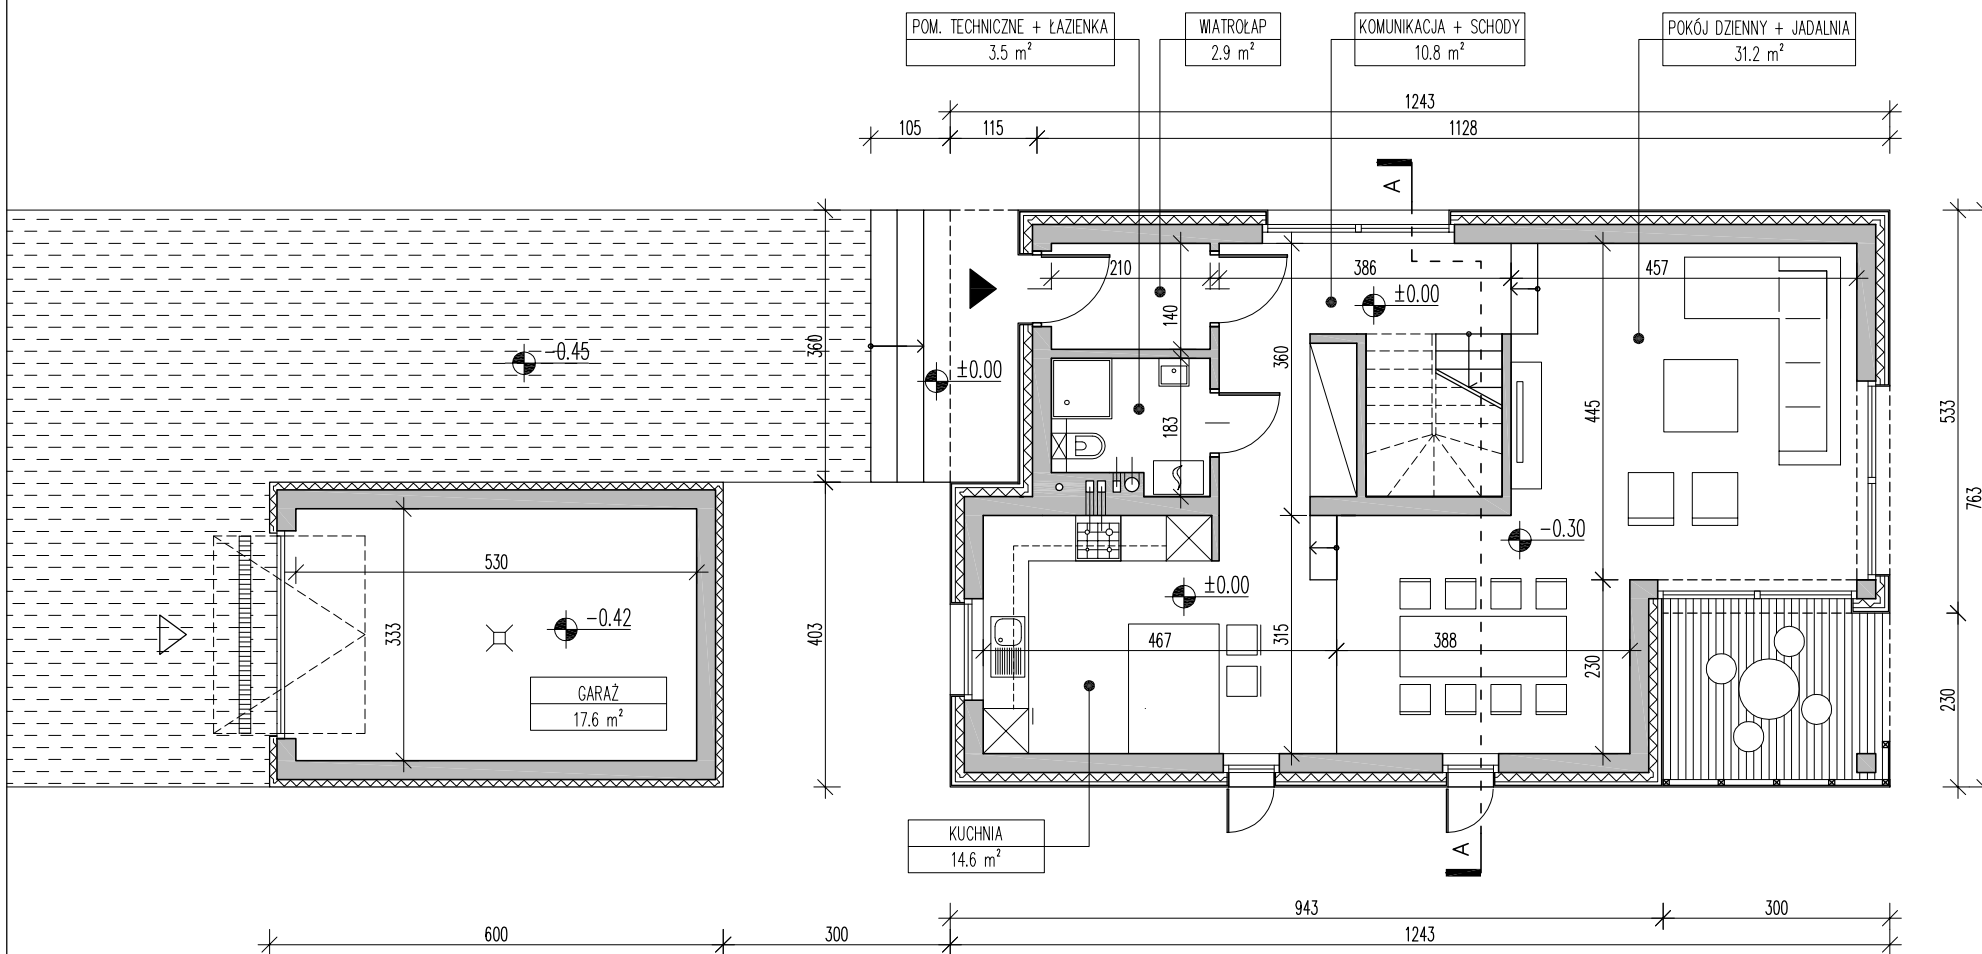 POM. TECHNICZNE + ŁAZIENKA
3.5 m²
WIATROŁAP
2.9 m²
KOMUNIKACJA + SCHODY
10.8 m²
POKÓJ DZIENNY + JADALNIA
31.2 m²
1243
105
115
1128
A
210
386
457
±0.00
140
-0.45
360
±0.00
360
183
445
533
763
-0.30
530
-0.42
333
403
±0.00
467
315
388
230
230
GARAŻ
17.6 m²
KUCHNIA
14.6 m²
A
943
300
600
300
1243